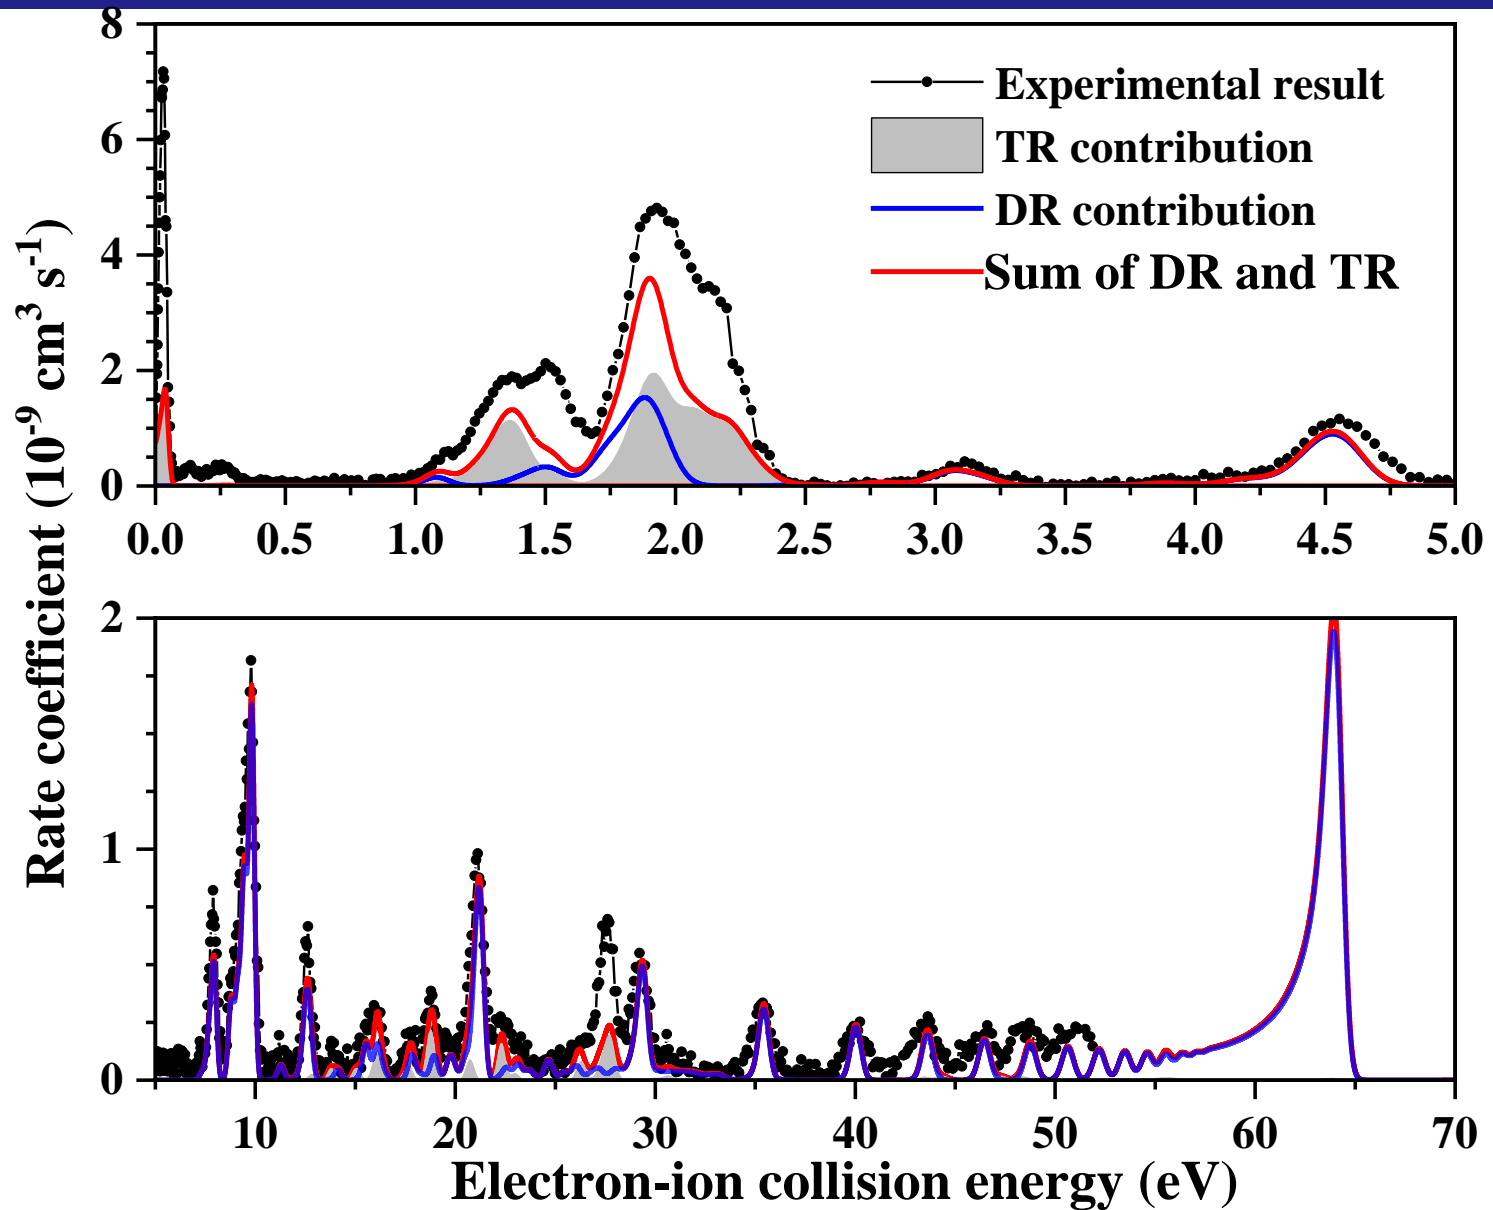 8
6
4
2
0
Experimental result
TR contribution
DR contribution
Sum of DR and TR
0.0 0.5 1.0 1.5 2.0 2.5 3.0 3.5 4.0 4.5 5.0
Rate coefficient (10⁻⁹ cm³ s⁻¹)
2
1
0
10 20 30 40 50 60 70
Electron-ion collision energy (eV)